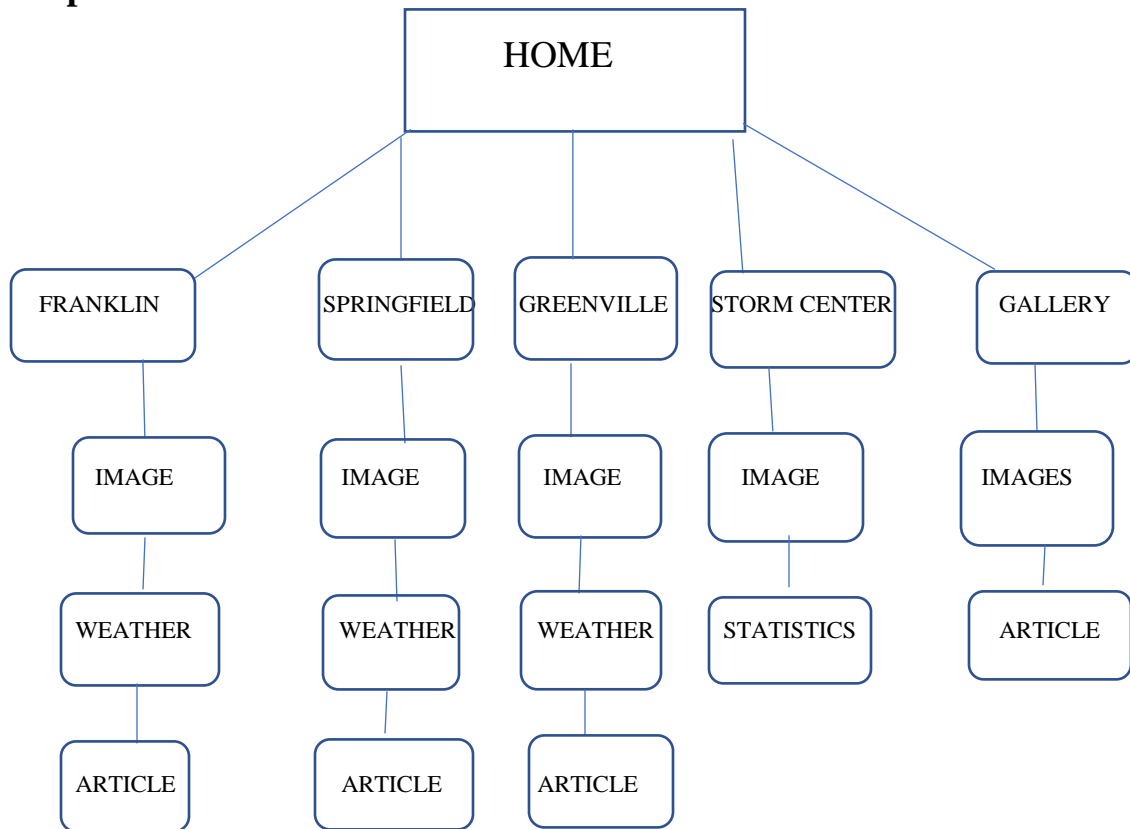 HOME
FRANKLIN
SPRINGFIELD
GREENVILLE
STORM CENTER
GALLERY
IMAGE
IMAGE
IMAGE
IMAGE
IMAGES
WEATHER
WEATHER
WEATHER
STATISTICS
ARTICLE
ARTICLE
ARTICLE
ARTICLE